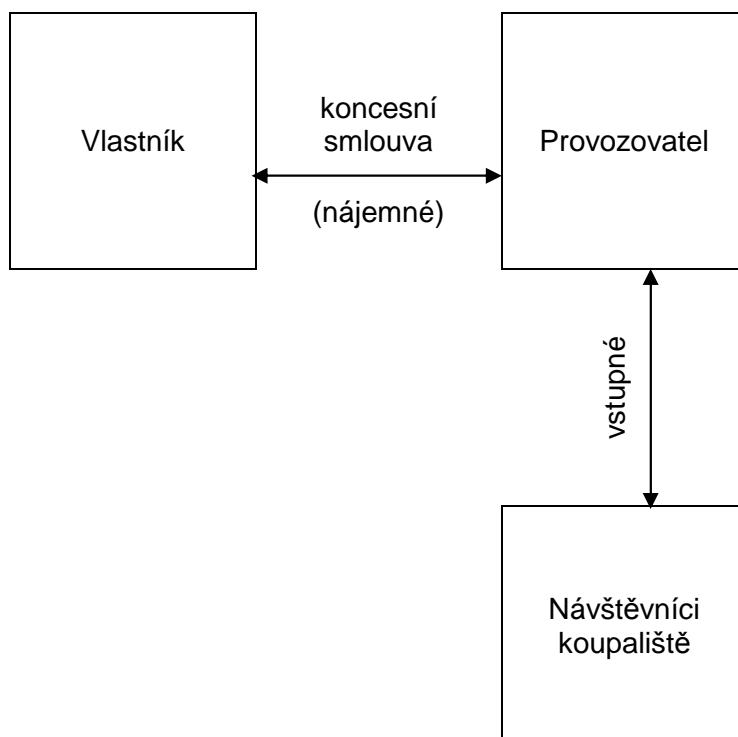 Vlastník
koncesní
smlouva
(nájemné)
Provozovatel
vstupné
Návštěvníci
koupaliště